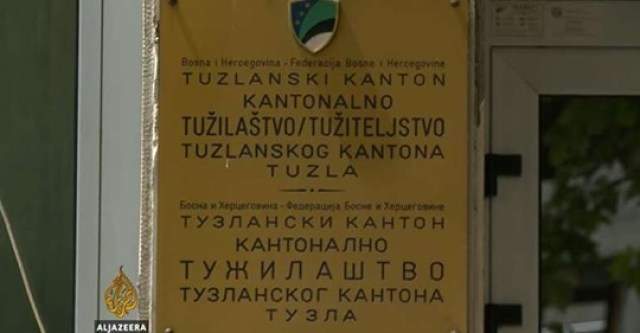 Bosna i Hercegovina - Federacija Bosne i Hercegovine
TUZLANSKI KANTON
KANTONALNO
TUŽILAŠTVO/TUŽITELJSTVO
TUZLANSKOG KANTONA
TUZLA
Босна и Херцеговина - Федерација Босне и Херцеговине
ТУЗЛАНСКИ КАНТОН
КАНТОНАЛНО
ТУЖИЛАШТВО
ТУЗЛАНСКОГ КАНТОНА
ТУЗЛА
ALJAZEERA